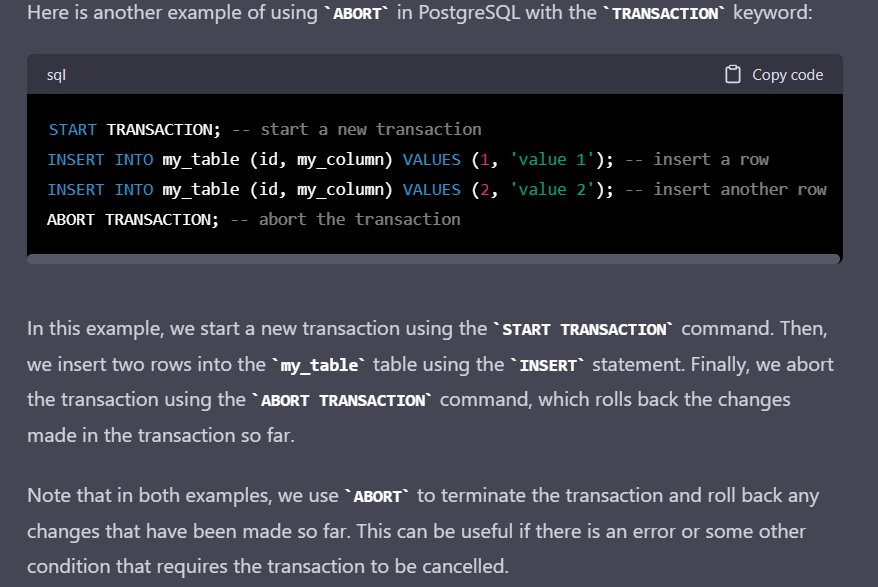 Here is another example of using `ABORT` in PostgreSQL with the `TRANSACTION` keyword:
sql
Copy code
START TRANSACTION; -- start a new transaction
INSERT INTO my_table (id, my_column) VALUES (1, 'value 1'); -- insert a row
INSERT INTO my_table (id, my_column) VALUES (2, 'value 2'); -- insert another row
ABORT TRANSACTION; -- abort the transaction
In this example, we start a new transaction using the `START TRANSACTION` command. Then,
we insert two rows into the `my_table` table using the `INSERT` statement. Finally, we abort
the transaction using the `ABORT TRANSACTION` command, which rolls back the changes
made in the transaction so far.
Note that in both examples, we use `ABORT` to terminate the transaction and roll back any
changes that have been made so far. This can be useful if there is an error or some other
condition that requires the transaction to be cancelled.